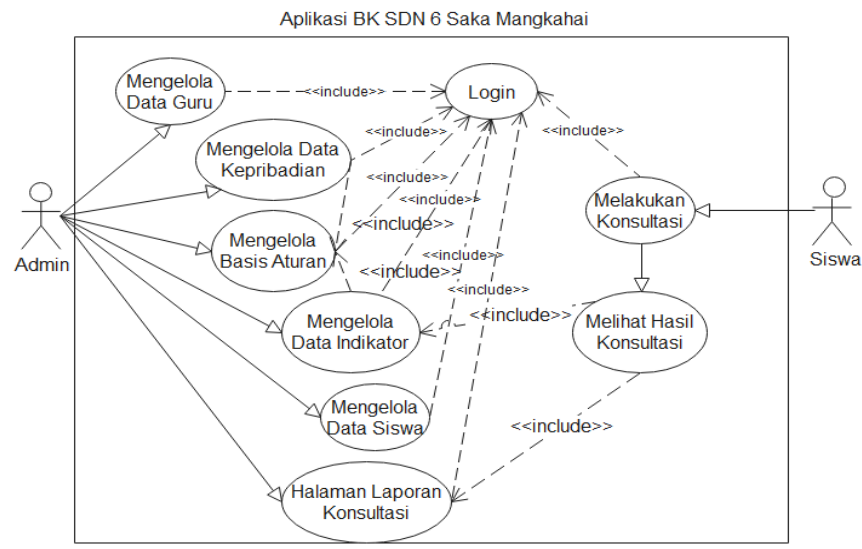 Aplikasi BK SDN 6 Saka Mangkahai
Mengelola
Data Guru
<<include>>
Login
<<include>>
<<include>>
Mengelola Data
Kepribadian
<<include>>
<<include>>
Melakukan
Konsultasi
Admin
Siswa
Mengelola
Basis Aturan
<<include>>
<<include>>
<<include>>
<<include>>
Mengelola
Data Indikator
<<include>>
Melihat Hasil
Konsultasi
Mengelola
Data Siswa
<<include>>
Halaman Laporan
Konsultasi